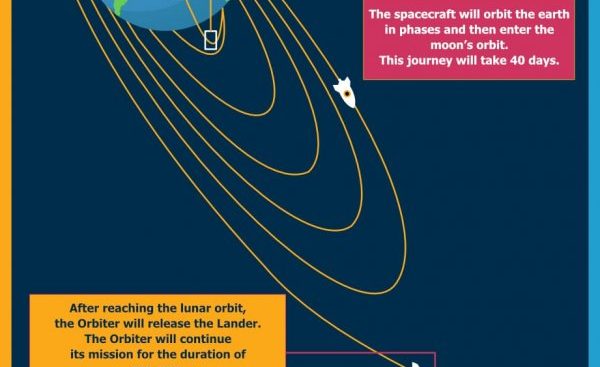 The spacecraft will orbit the earth
in phases and then enter the
moon's orbit.
This journey will take 40 days.
After reaching the lunar orbit,
the Orbiter will release the Lander.
The Orbiter will continue
its mission for the duration of